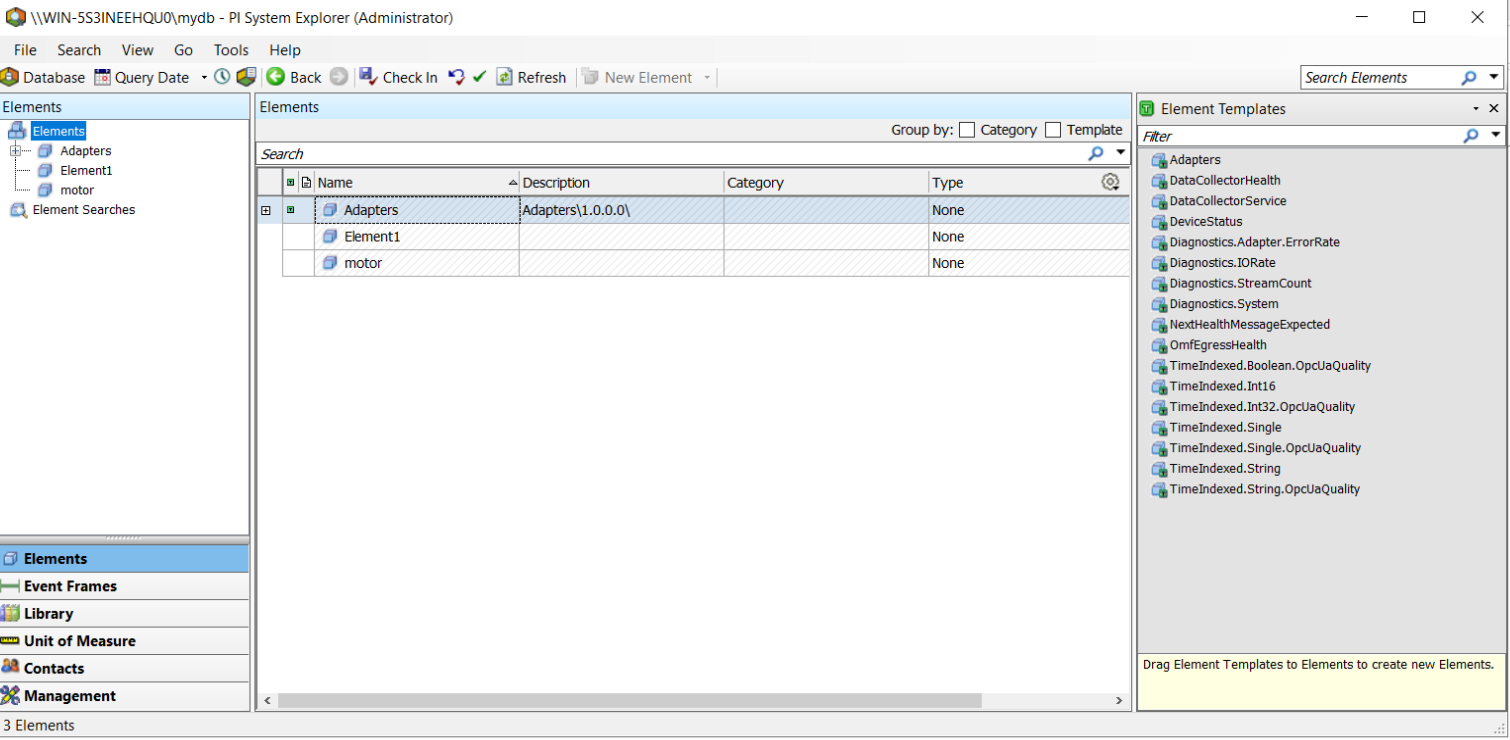 \\WIN-5S3INEEHQU0\mydb - PI System Explorer (Administrator)
File Search View Go Tools Help
Database Query Date Back Check In Refresh New Element Search Elements
Elements
Elements
Adapters
Element1
motor
Element Searches
Elements
Event Frames
Library
Unit of Measure
Contacts
Management
Elements
Group by: Category Template
Search
Name Description Category Type
Adapters Adapters\1.0.0.0\ None
Element1 None
motor None
Element Templates
Filter
Adapters
DataCollectorHealth
DataCollectorService
DeviceStatus
Diagnostics.Adapter.ErrorRate
Diagnostics.IORate
Diagnostics.StreamCount
Diagnostics.System
NextHealthMessageExpected
OmfEgressHealth
TimeIndexed.Boolean.OpcUaQuality
TimeIndexed.Int16
TimeIndexed.Int32.OpcUaQuality
TimeIndexed.Single
TimeIndexed.Single.OpcUaQuality
TimeIndexed.String
TimeIndexed.String.OpcUaQuality
Drag Element Templates to Elements to create new Elements.
3 Elements